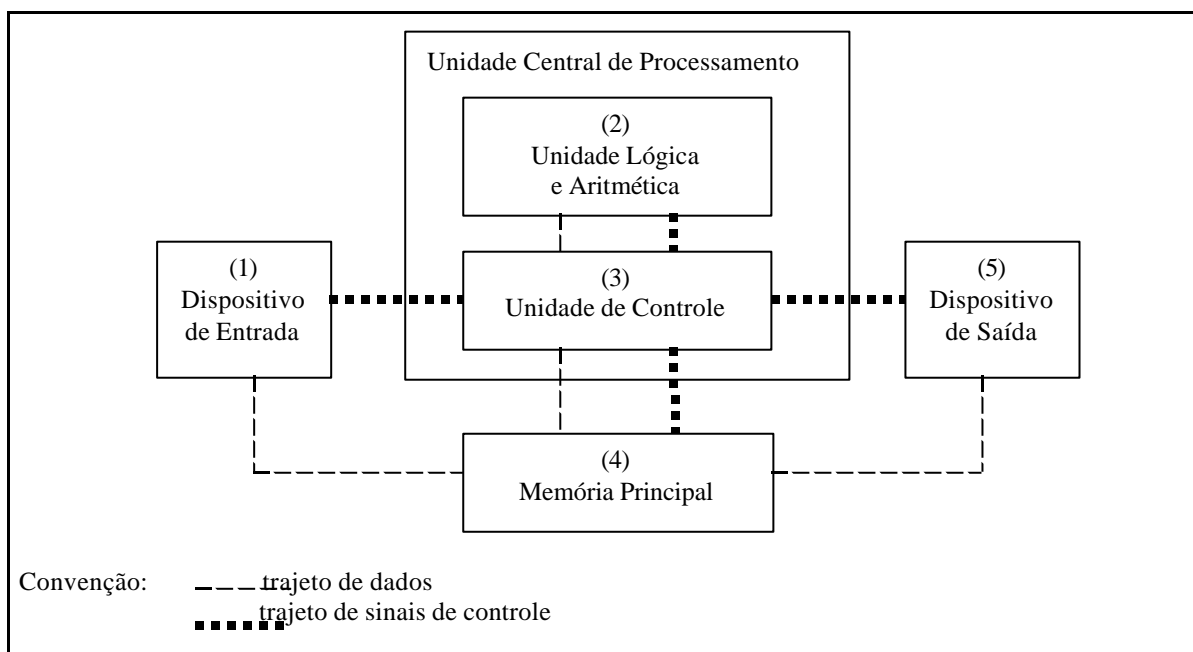 Unidade Central de Processamento
(2)
Unidade Lógica
e Aritmética
(1)
Dispositivo
de Entrada
(3)
Unidade de Controle
(5)
Dispositivo
de Saída
(4)
Memória Principal
Convenção:
trajeto de dados
trajeto de sinais de controle